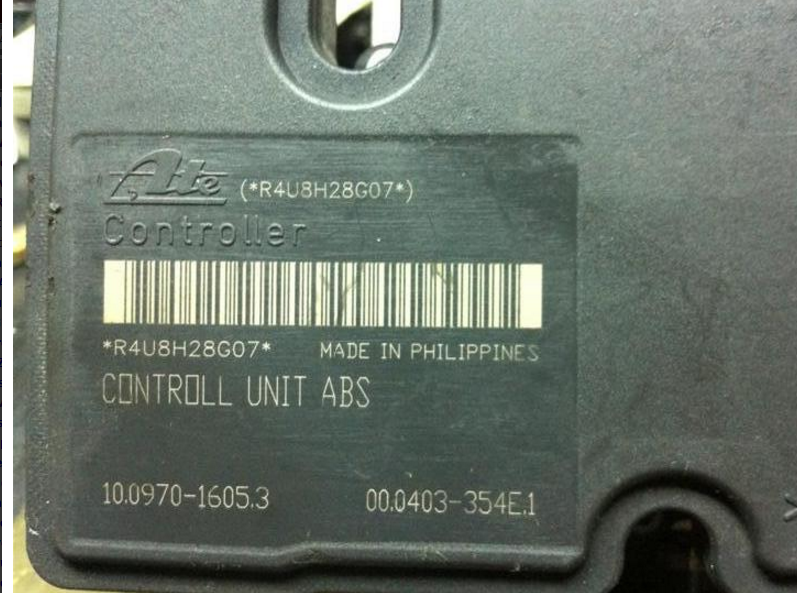 Ate (*R4U8H28G07*)
Controller
*R4U8H28G07* MADE IN PHILIPPINES
CONTROLL UNIT ABS
10.0970-1605.3 00.0403-354E.1